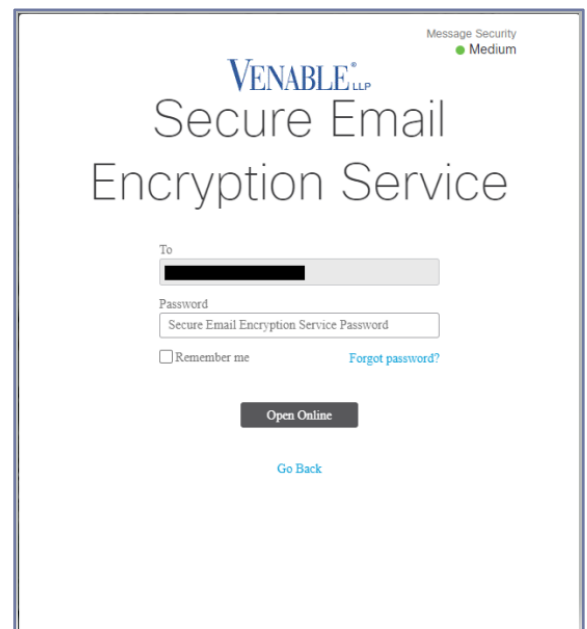 Message Security
Medium
VENABLE® LLP
Secure Email
Encryption Service
To
Password
Secure Email Encryption Service Password
Remember me
Forgot password?
Open Online
Go Back